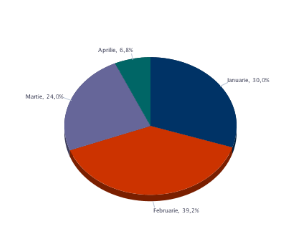 Aprilie, 6,8%
Ianuarie, 30,0%
Martie, 24,0%
Februarie, 39,2%